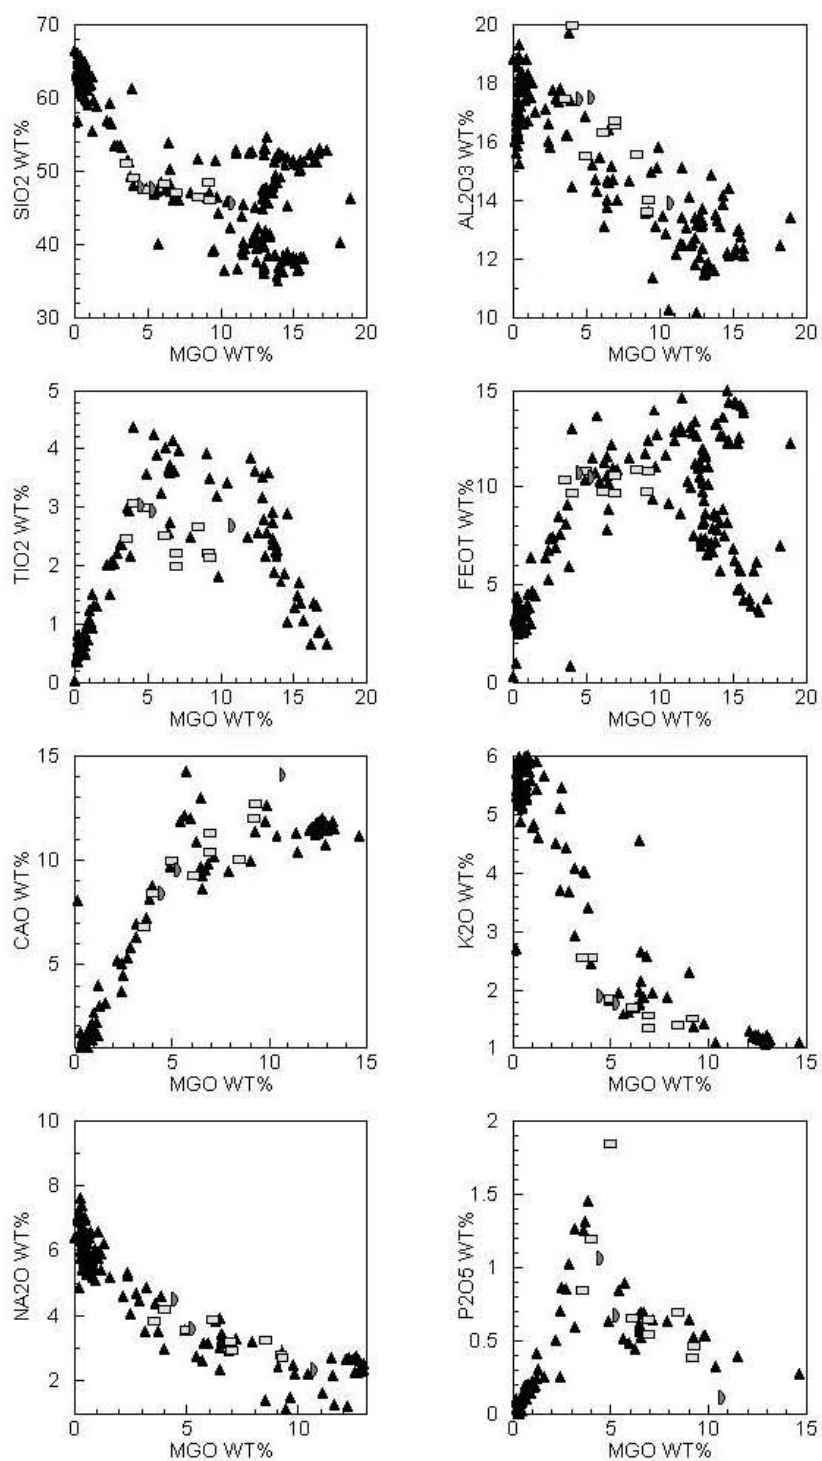 70
60
50
40
30
SIO2 WT%
0 5 10 15 20
MGO WT%
20
18
16
14
12
10
AL2O3 WT%
0 5 10 15 20
MGO WT%
5
4
3
2
1
0
TIO2 WT%
0 5 10 15 20
MGO WT%
15
10
5
0
FEOT WT%
0 5 10 15 20
MGO WT%
15
10
5
CAO WT%
0 5 10 15
MGO WT%
6
5
4
3
2
1
K2O WT%
0 5 10 15
MGO WT%
10
8
6
4
2
NA2O WT%
0 5 10
MGO WT%
2
1.5
1
0.5
0
P2O5 WT%
0 5 10 15
MGO WT%